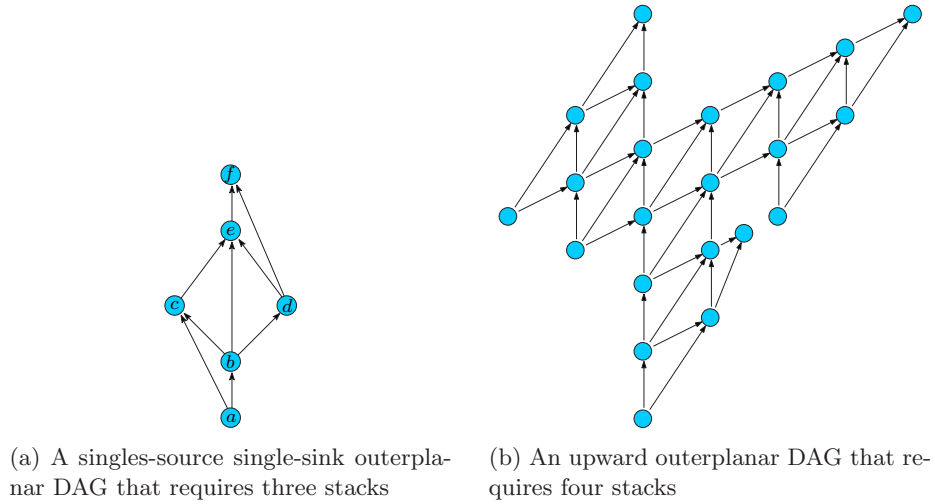 f
e
c
d
b
a
(a) A singles-source single-sink outerpla-
nar DAG that requires three stacks
(b) An upward outerplanar DAG that re-
quires four stacks